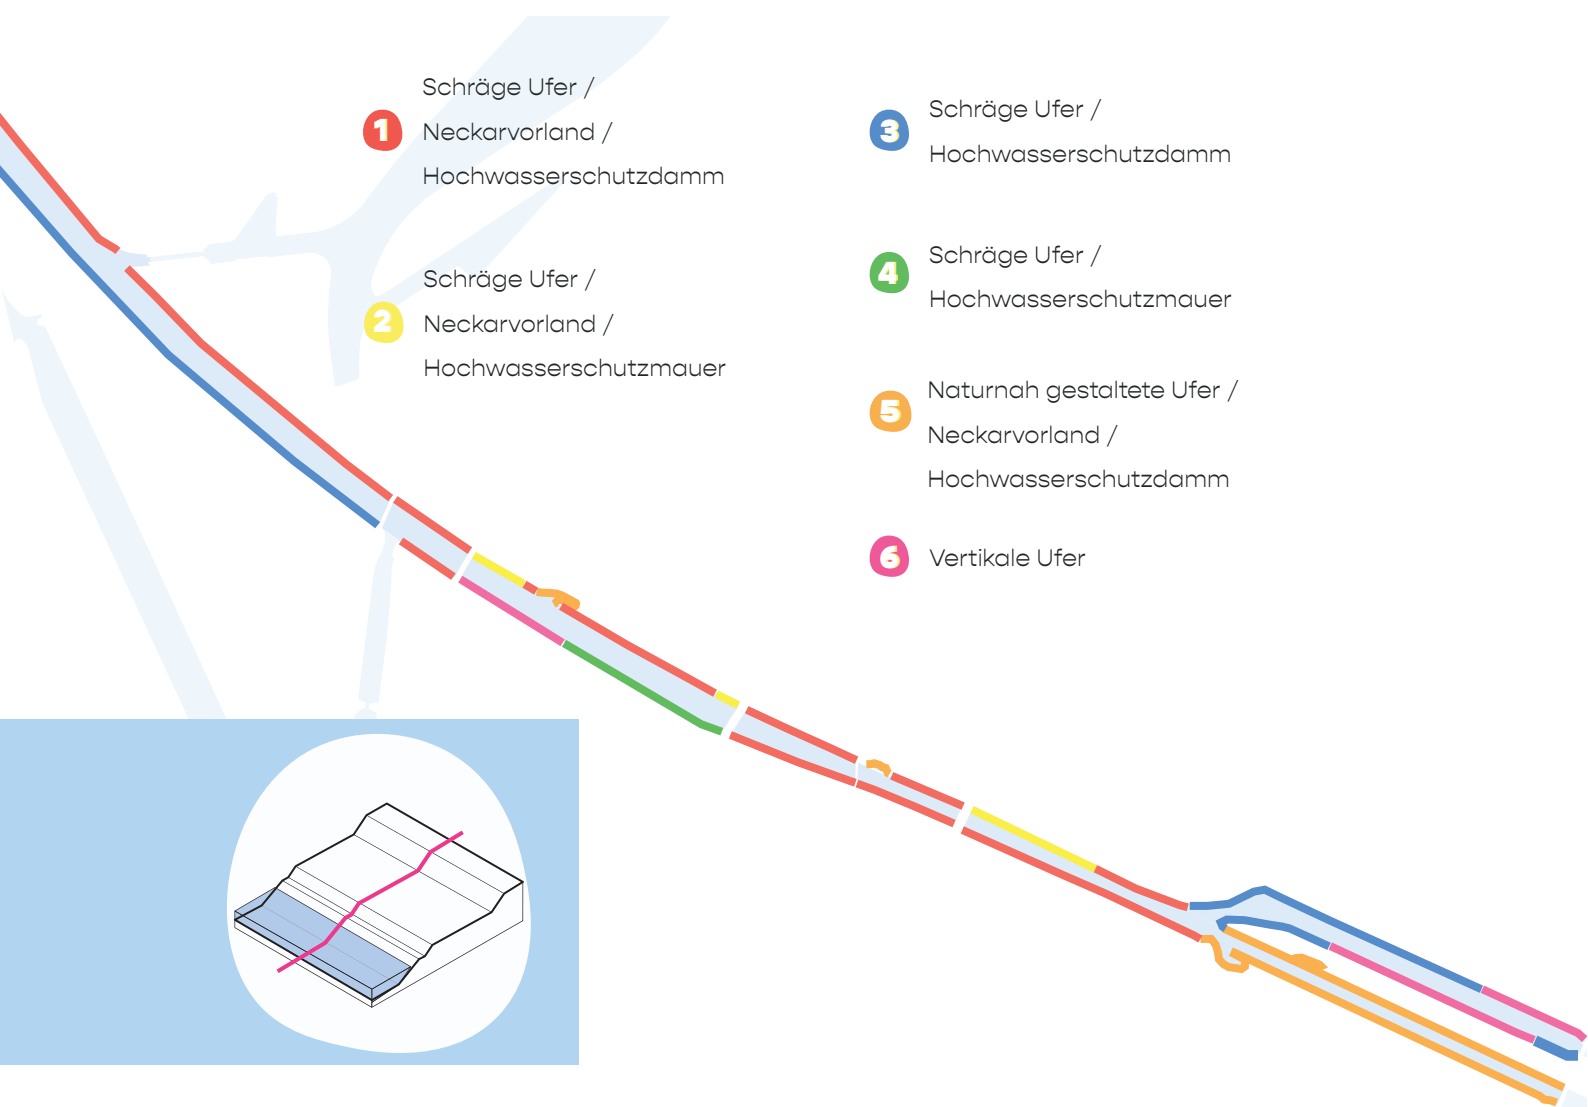 1
Schräge Ufer /
Neckarvorland /
Hochwasserschutzdamm
2
Schräge Ufer /
Neckarvorland /
Hochwasserschutzmauer
3
Schräge Ufer /
Hochwasserschutzdamm
4
Schräge Ufer /
Hochwasserschutzmauer
5
Naturnah gestaltete Ufer /
Neckarvorland /
Hochwasserschutzdamm
6
Vertikale Ufer